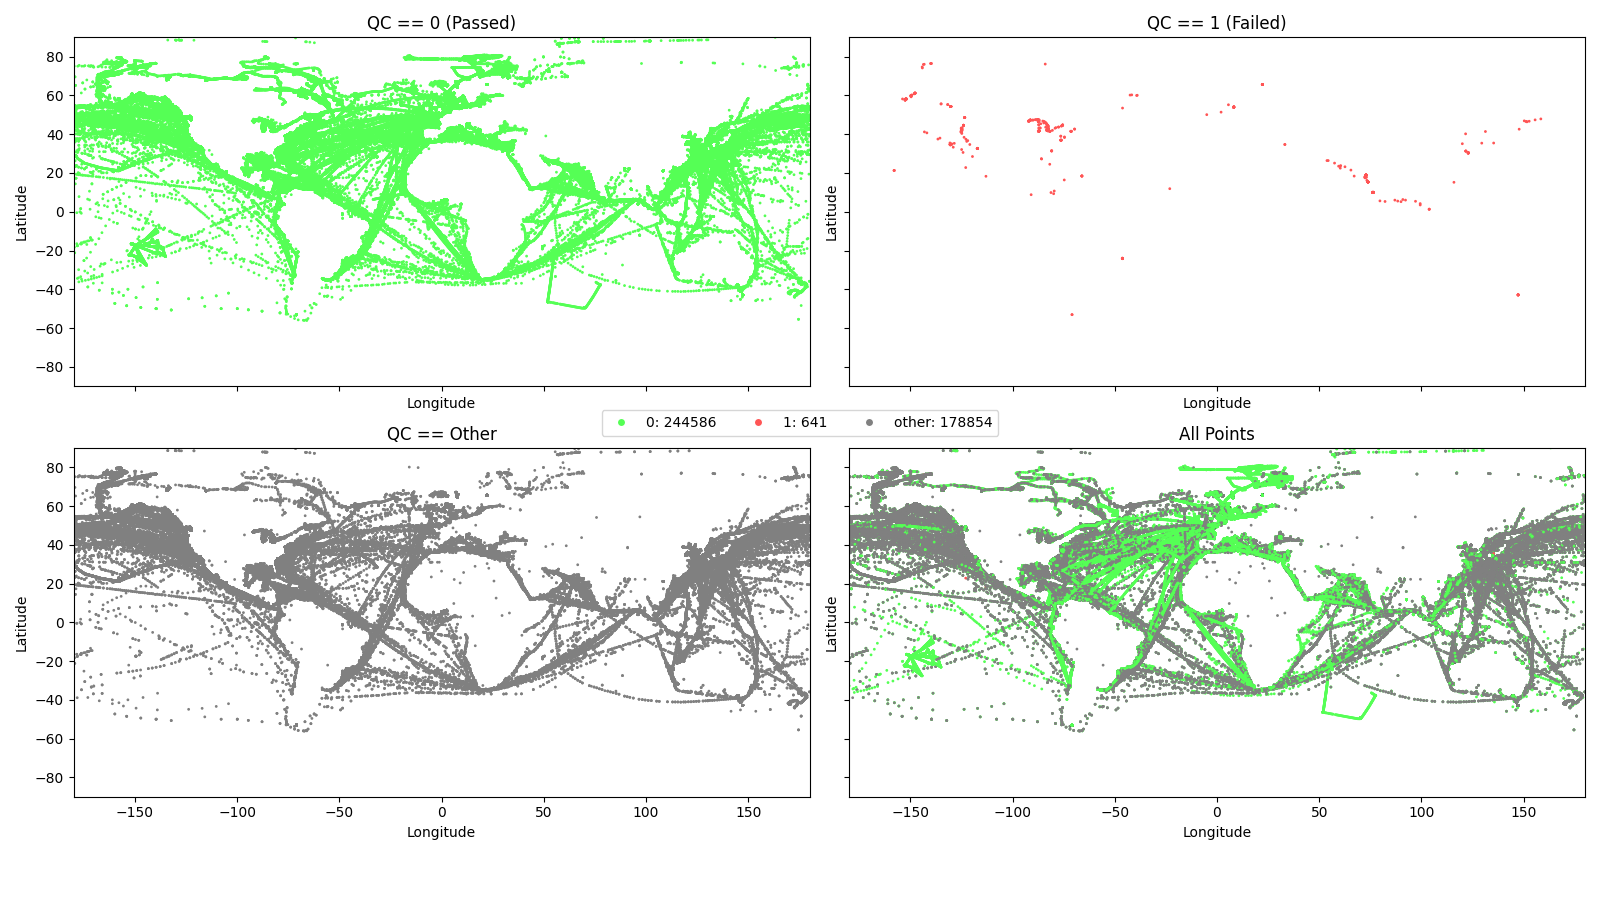 QC == 0 (Passed)
QC == 1 (Failed)
Latitude
80
60
40
20
0
−20
−40
−60
−80
Longitude
Latitude
Longitude
0: 244586 1: 641 other: 178854
QC == Other
All Points
Latitude
80
60
40
20
0
−20
−40
−60
−80
−150 −100 −50 0 50 100 150
Longitude
Latitude
−150 −100 −50 0 50 100 150
Longitude